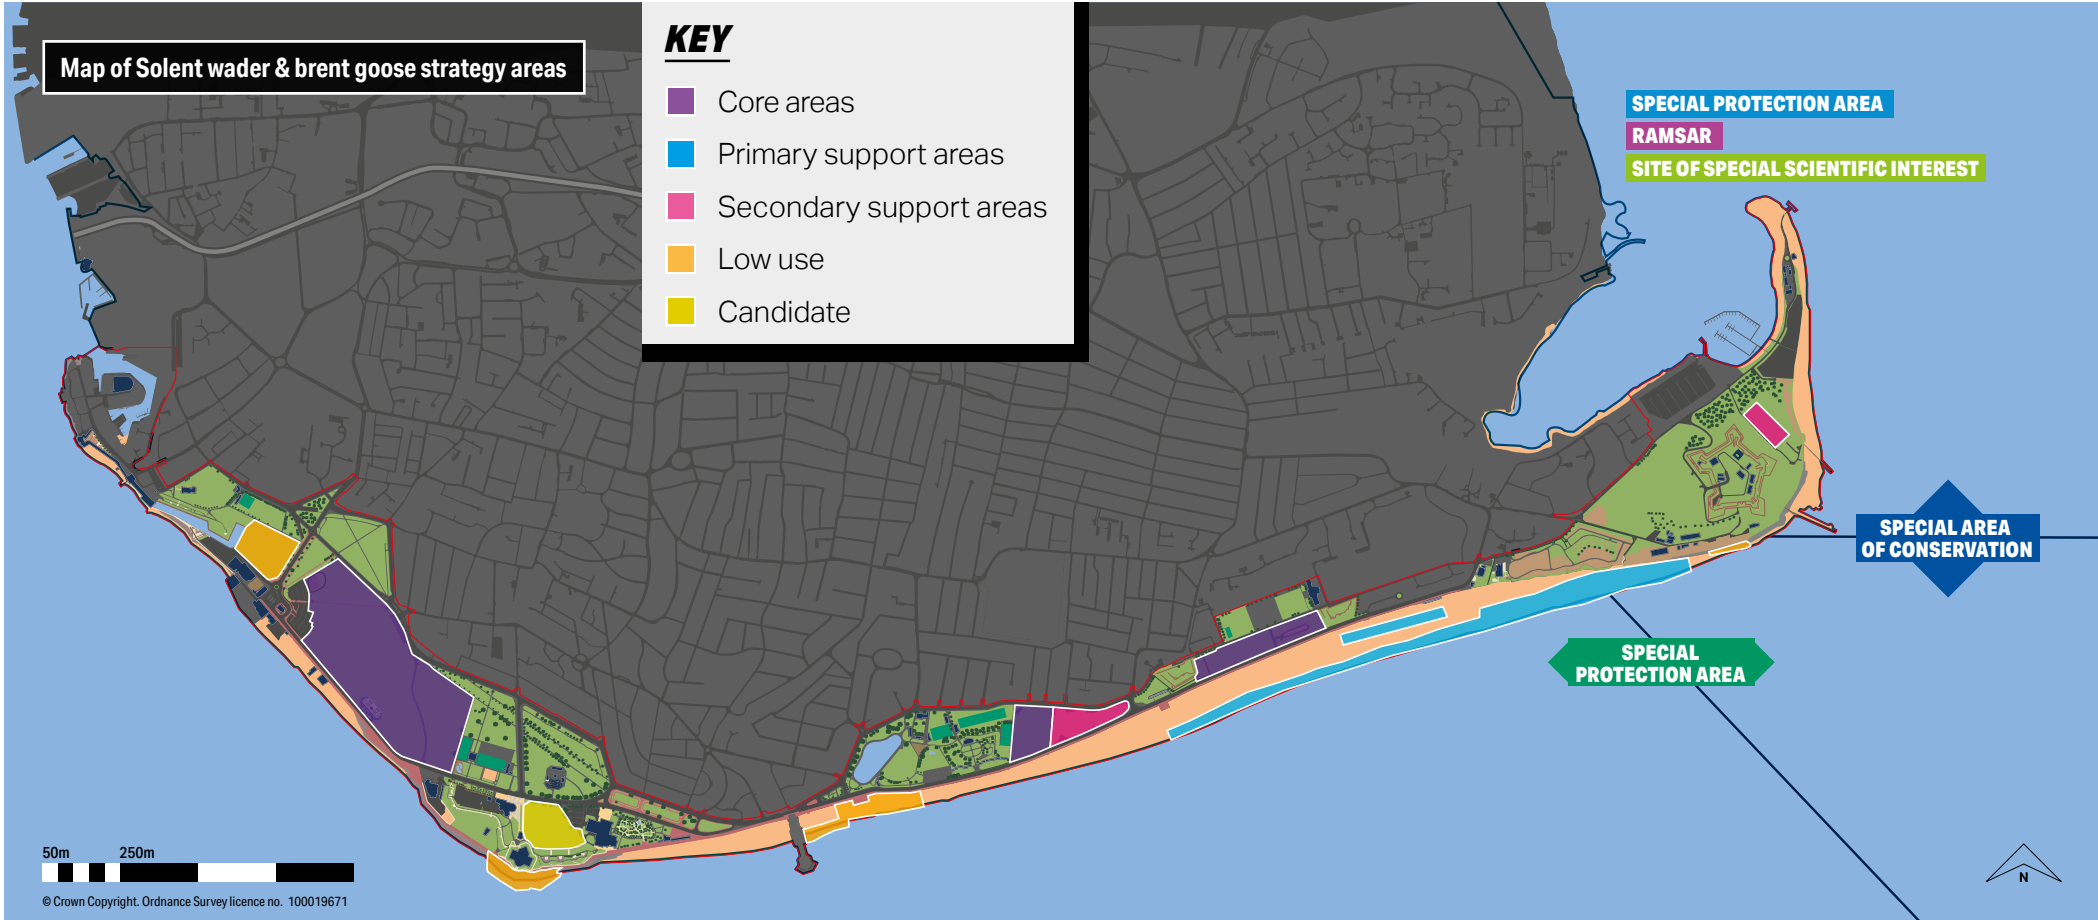 Map of Solent wader & brent goose strategy areas
KEY
Core areas
Primary support areas
Secondary support areas
Low use
Candidate
SPECIAL PROTECTION AREA
RAMSAR
SITE OF SPECIAL SCIENTIFIC INTEREST
SPECIAL AREA
OF CONSERVATION
SPECIAL
PROTECTION AREA
50m 250m
© Crown Copyright. Ordnance Survey licence no. 100019671
N